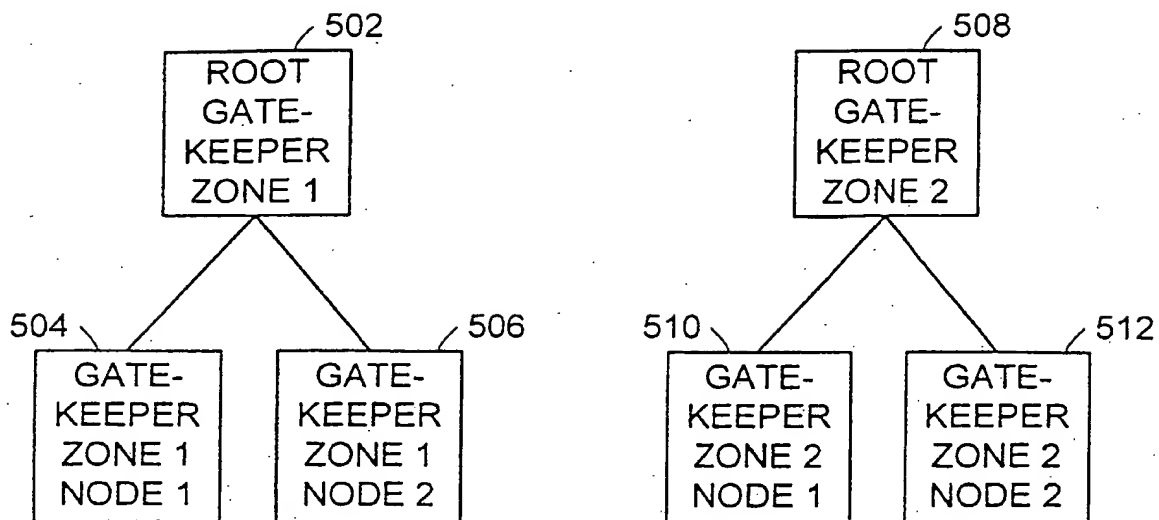 502
ROOT
GATE-
KEEPER
ZONE 1
508
ROOT
GATE-
KEEPER
ZONE 2
504
GATE-
KEEPER
ZONE 1
NODE 1
506
GATE-
KEEPER
ZONE 1
NODE 2
510
GATE-
KEEPER
ZONE 2
NODE 1
512
GATE-
KEEPER
ZONE 2
NODE 2